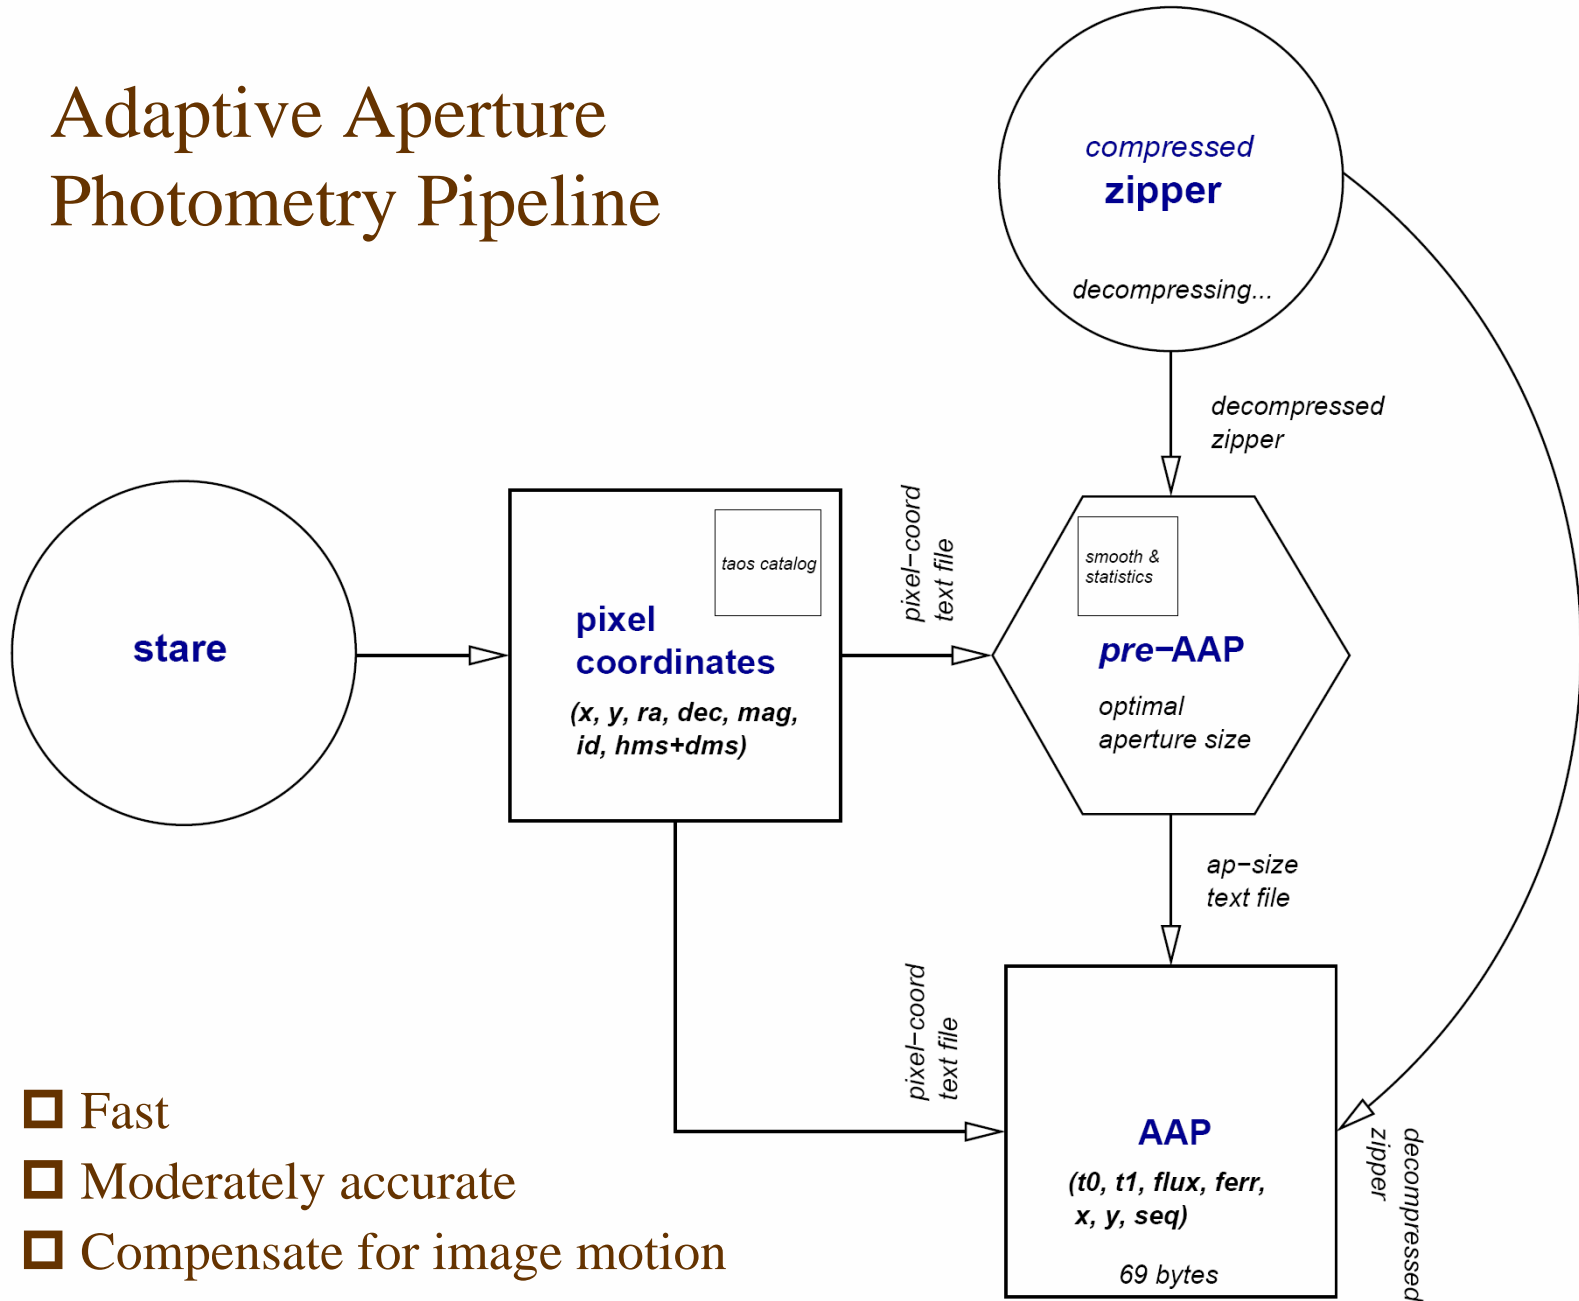 Adaptive Aperture
Photometry Pipeline
compressed
zipper
decompressing...
decompressed
zipper
stare
taos catalog
pixel
coordinates
(x, y, ra, dec, mag,
id, hms+dms)
pixel−coord
text file
smooth &
statistics
pre−AAP
optimal
aperture size
ap−size
text file
pixel−coord
text file
AAP
(t0, t1, flux, ferr,
x, y, seq)
69 bytes
decompressed
zipper
Fast
Moderately accurate
Compensate for image motion